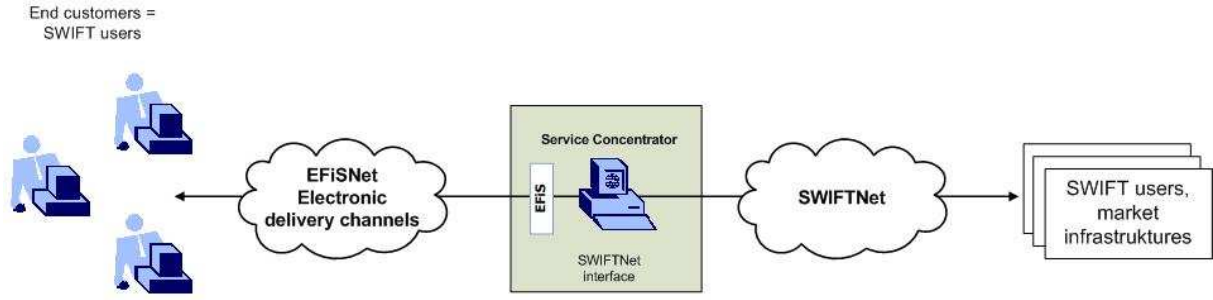 End customers =
SWIFT users
EFiSNet
Electronic
delivery channels
Service Concentrator
EFiS
SWIFTNet
interface
SWIFTNet
SWIFT users,
market
infrastruktures